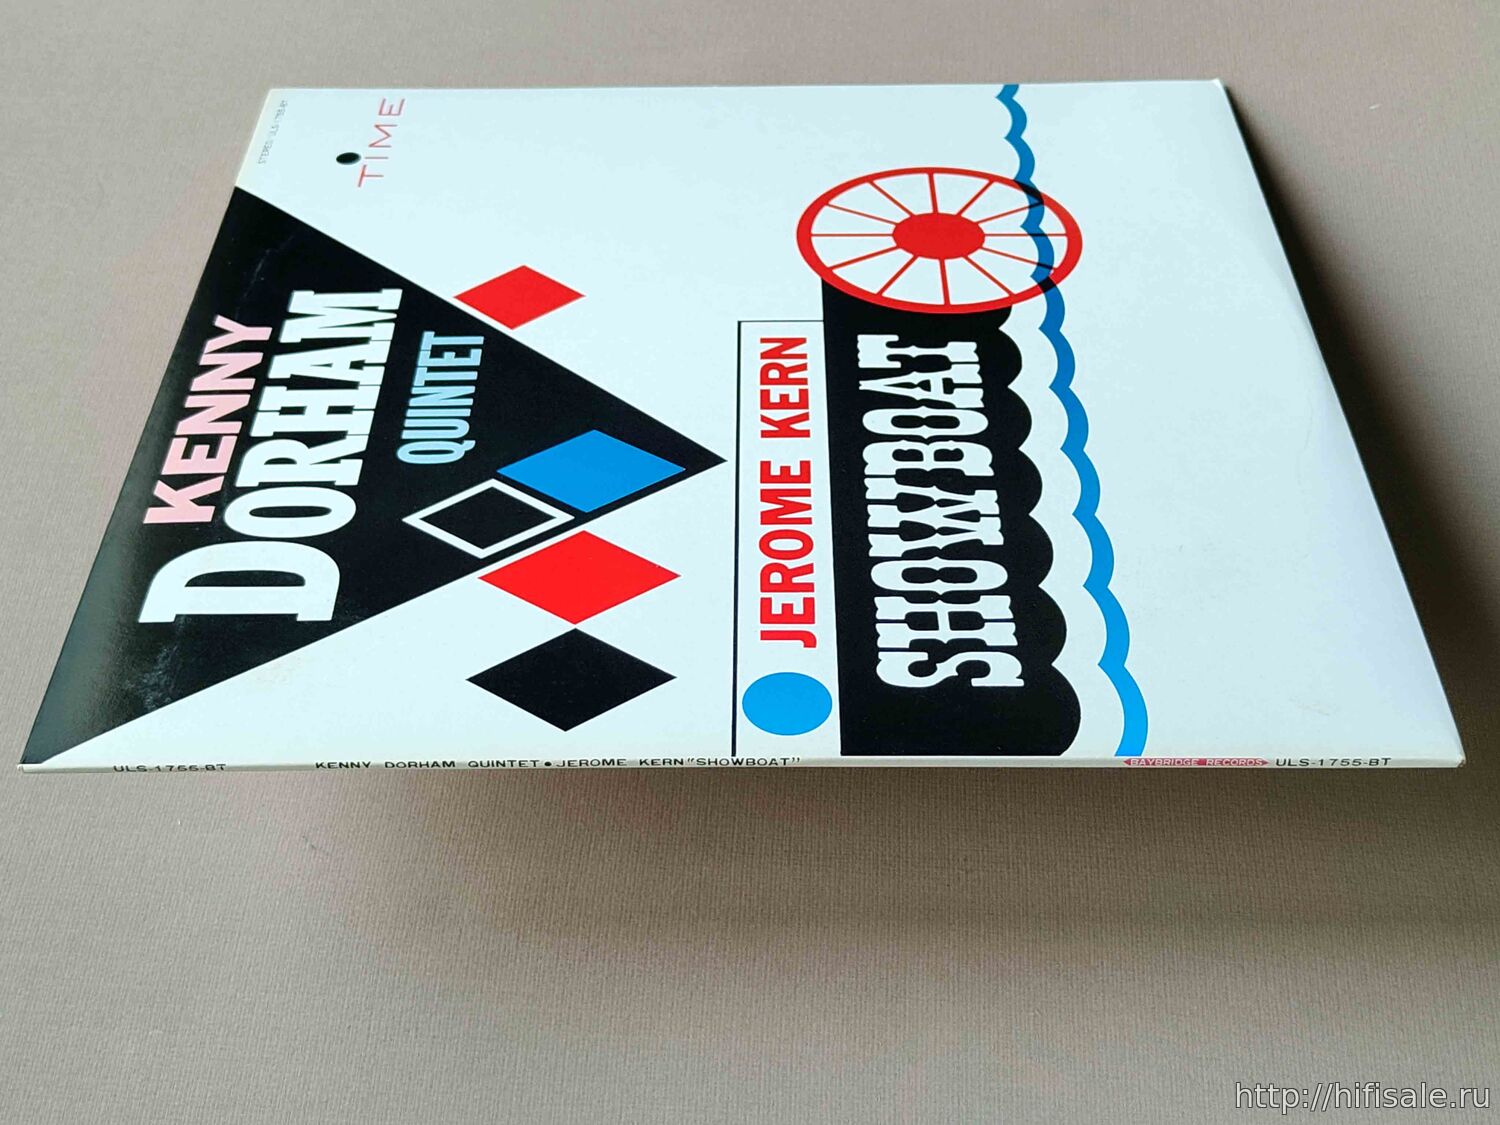 STEREO ULS-1755-BT
TIME
KENNY
DORHAM
QUINTET
JEROME KERN
SHOWBOAT
ULS-1755-BT KENNY DORHAM QUINTET • JEROME KERN "SHOWBOAT" BAYBRIDGE RECORDS ULS-1755-BT
http://hifisale.ru